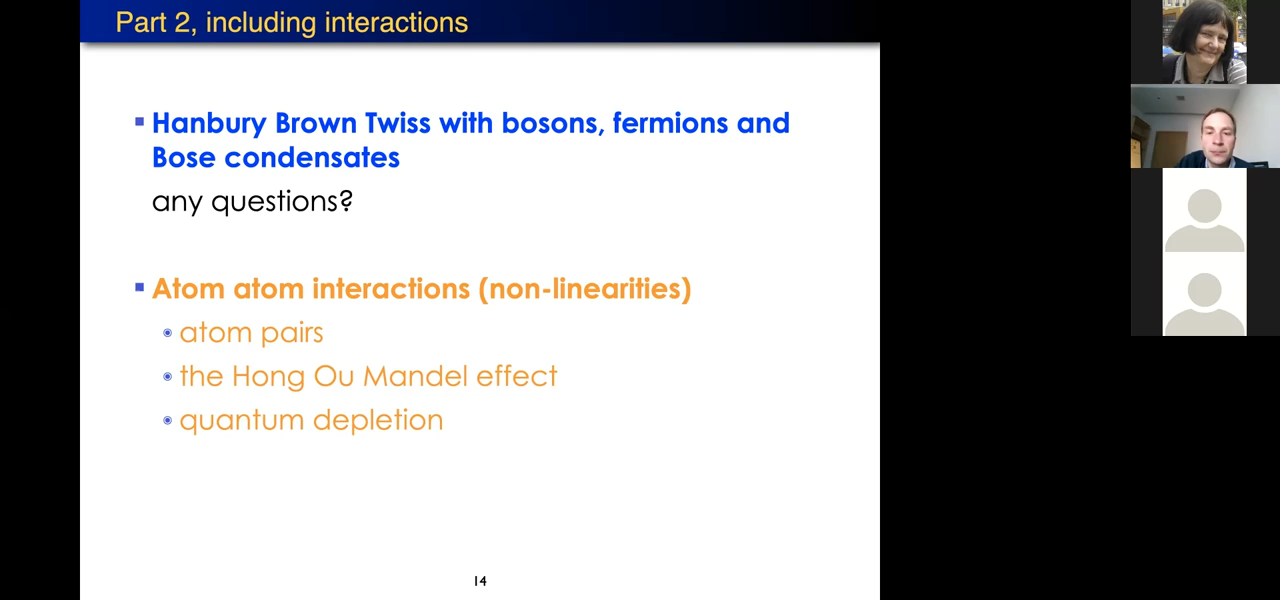 Part 2, including interactions
Hanbury Brown Twiss with bosons, fermions and
Bose condensates
any questions?
Atom atom interactions (non-linearities)
atom pairs
the Hong Ou Mandel effect
quantum depletion
14